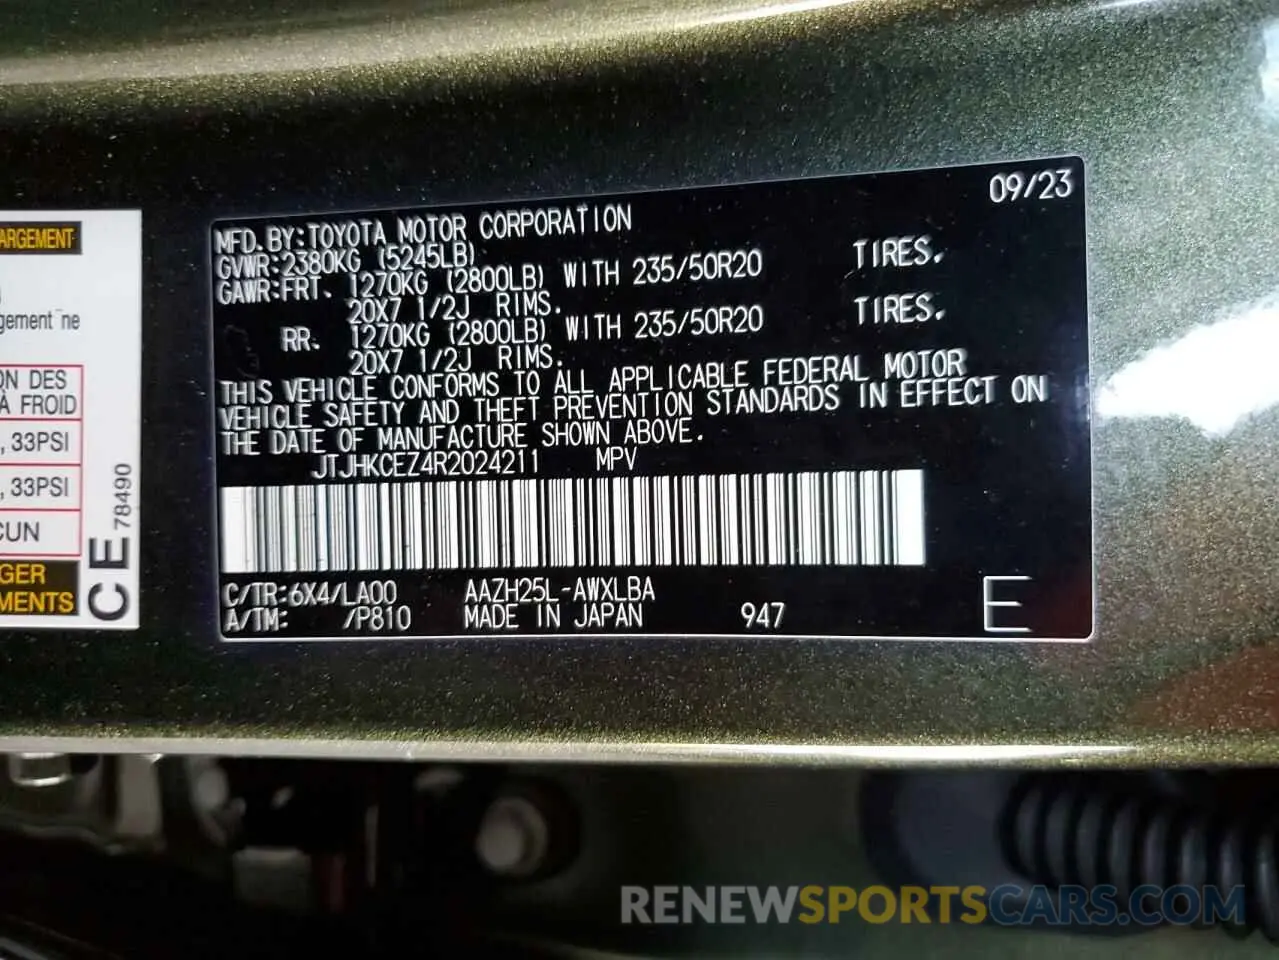 09/23
MFD.BY:TOYOTA MOTOR CORPORATION
GVWR:2380KG (5245LB)
GAWR:FRT. 1270KG (2800LB) WITH 235/50R20 TIRES.
20X7 1/2J RIMS.
RR. 1270KG (2800LB) WITH 235/50R20 TIRES.
20X7 1/2J RIMS.
THIS VEHICLE CONFORMS TO ALL APPLICABLE FEDERAL MOTOR
VEHICLE SAFETY AND THEFT PREVENTION STANDARDS IN EFFECT ON
THE DATE OF MANUFACTURE SHOWN ABOVE.
JTJHKCEZ4R2024211 MPV
C/TR:6X4/LA00 AAZH25L-AWXLBA
A/TM: /P810 MADE IN JAPAN 947 E
ARGEMENT
gement ne
ON DES
À FROID
, 33PSI
, 33PSI
CUN
GER
MENTS
CE 78490
RENEWSPORTSCARS.COM